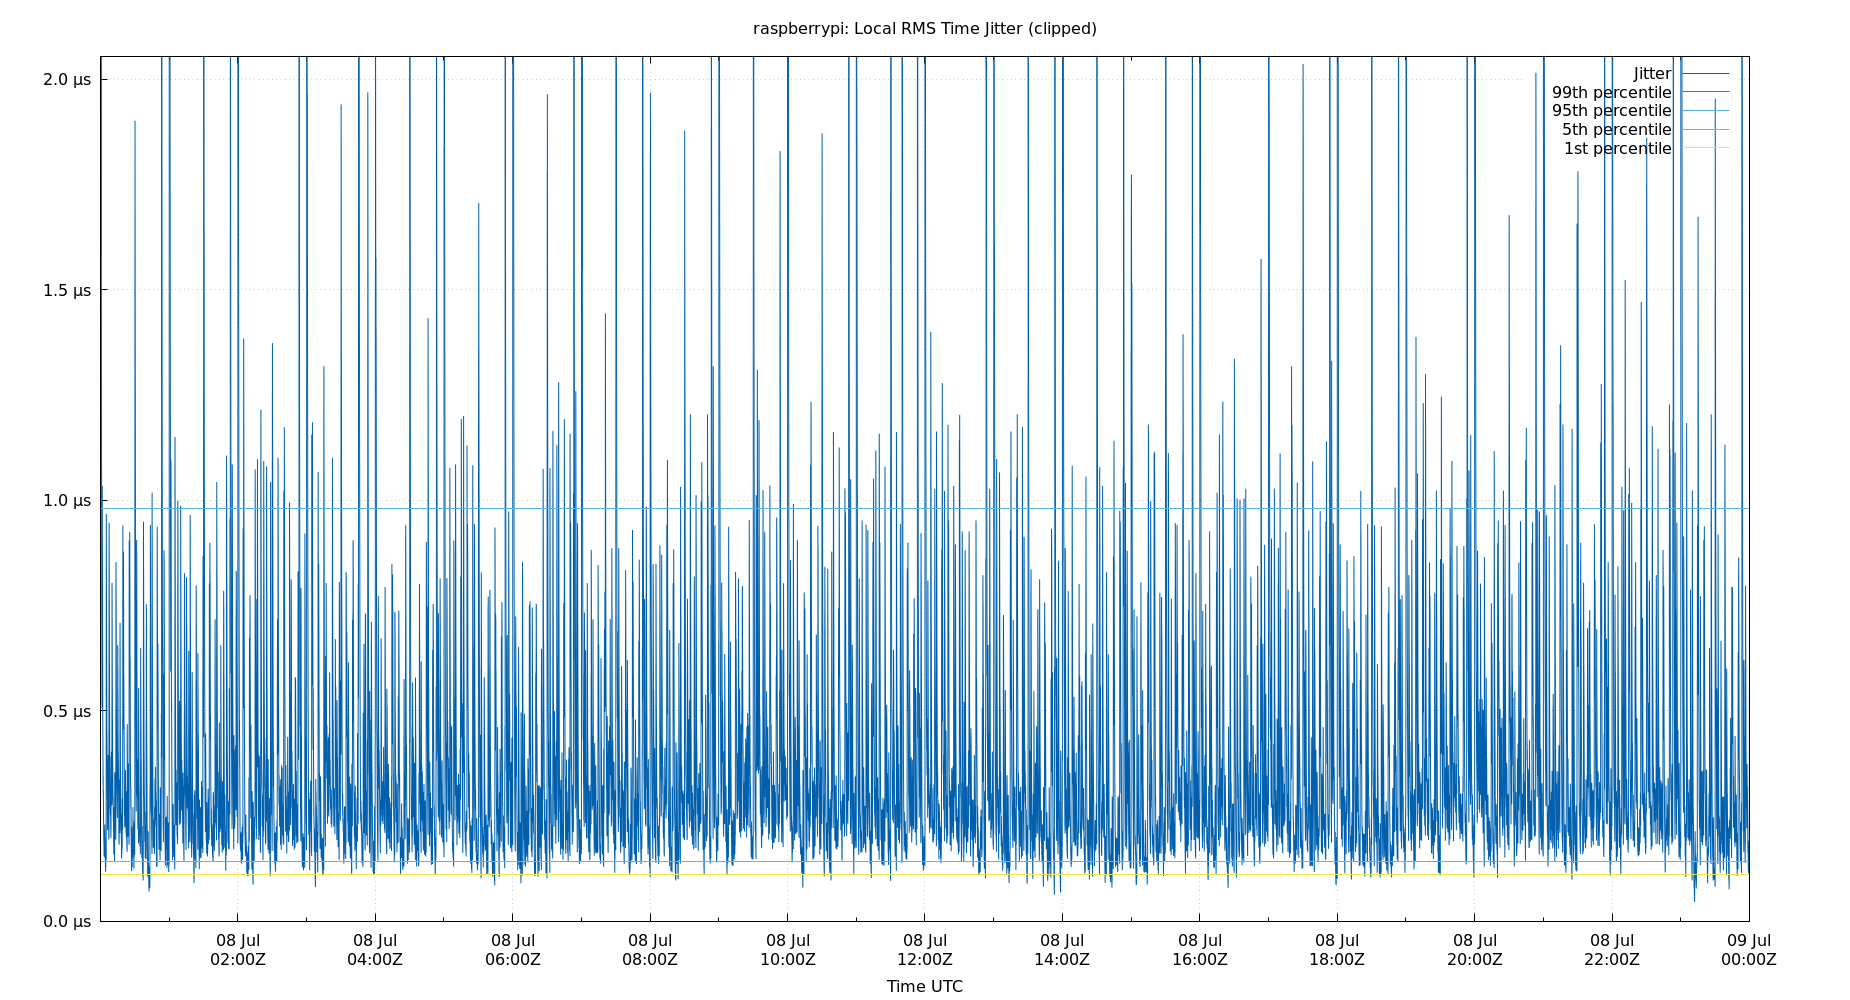 raspberrypi: Local RMS Time Jitter (clipped)
2.0 µs
1.5 µs
1.0 µs
0.5 µs
0.0 µs
Jitter
99th percentile
95th percentile
5th percentile
1st percentile
08 Jul 08 Jul 08 Jul 08 Jul 08 Jul 08 Jul 08 Jul 08 Jul 08 Jul 08 Jul 08 Jul 09 Jul
02:00Z 04:00Z 06:00Z 08:00Z 10:00Z 12:00Z 14:00Z 16:00Z 18:00Z 20:00Z 22:00Z 00:00Z
Time UTC